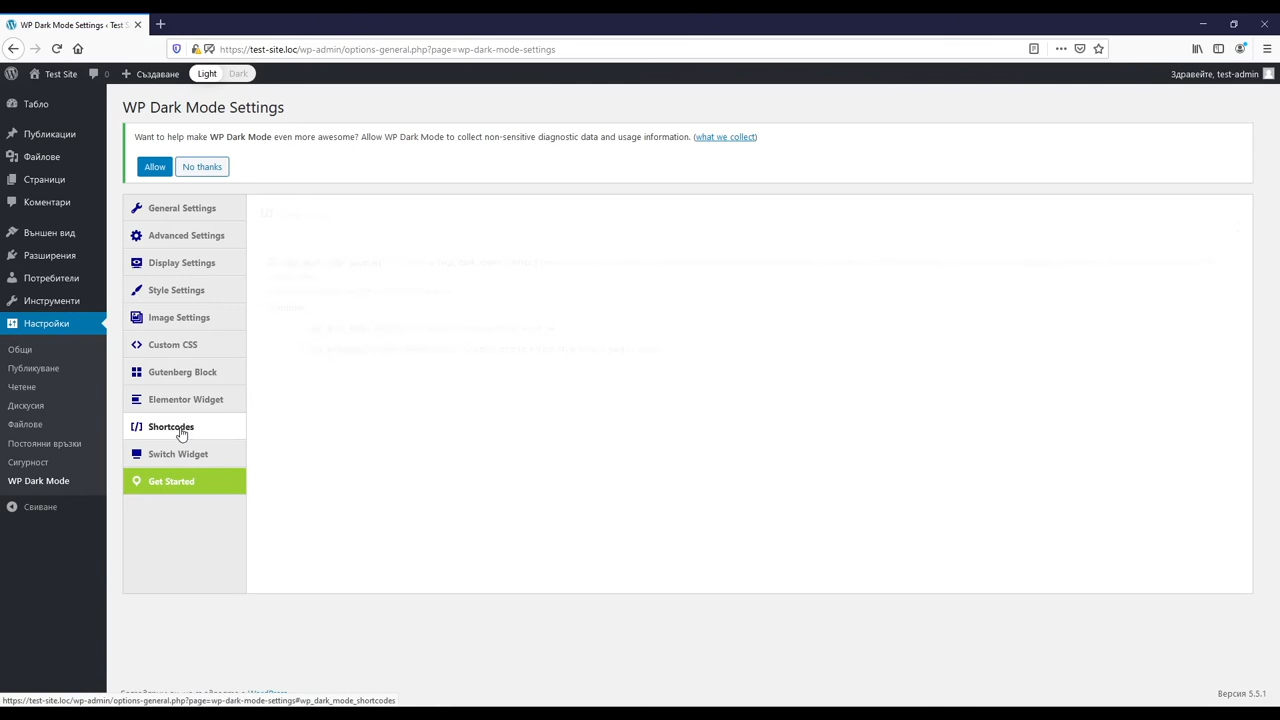 WP Dark Mode Settings ‹ Test S
https://test-site.loc/wp-admin/options-general.php?page=wp-dark-mode-settings
Test Site
0
Създаване
Light
Dark
Здравейте, test-admin
Табло
Публикации
Файлове
Страници
Коментари
Външен вид
Разширения
Потребители
Инструменти
Настройки
Общи
Публикуване
Четене
Дискусия
Файлове
Постоянни връзки
Сигурност
WP Dark Mode
Свиване
WP Dark Mode Settings
Want to help make WP Dark Mode even more awesome? Allow WP Dark Mode to collect non-sensitive diagnostic data and usage information. (what we collect)
Allow
No thanks
General Settings
Advanced Settings
Display Settings
Style Settings
Image Settings
Custom CSS
Gutenberg Block
Elementor Widget
Shortcodes
Switch Widget
Get Started
https://test-site.loc/wp-admin/options-general.php?page=wp-dark-mode-settings#wp_dark_mode_shortcodes
Версия 5.5.1